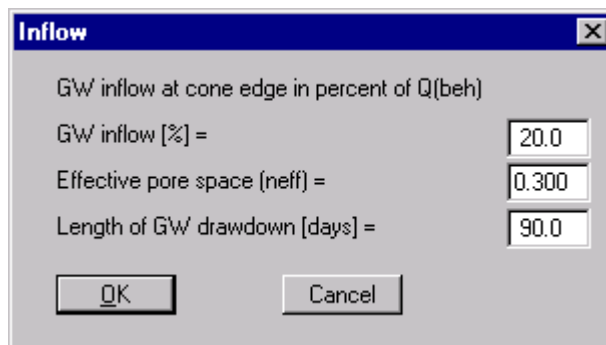 Inflow
GW inflow at cone edge in percent of Q(beh)
GW inflow [%] = 20.0
Effective pore space (neff) = 0.300
Length of GW drawdown [days] = 90.0
OK Cancel